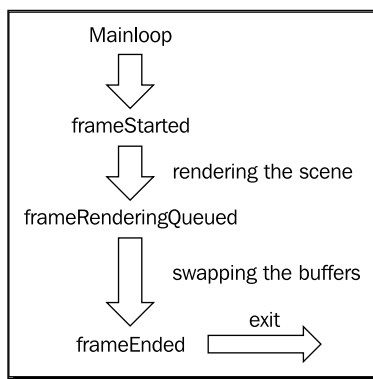 Mainloop
frameStarted
rendering the scene
frameRenderingQueued
swapping the buffers
exit
frameEnded